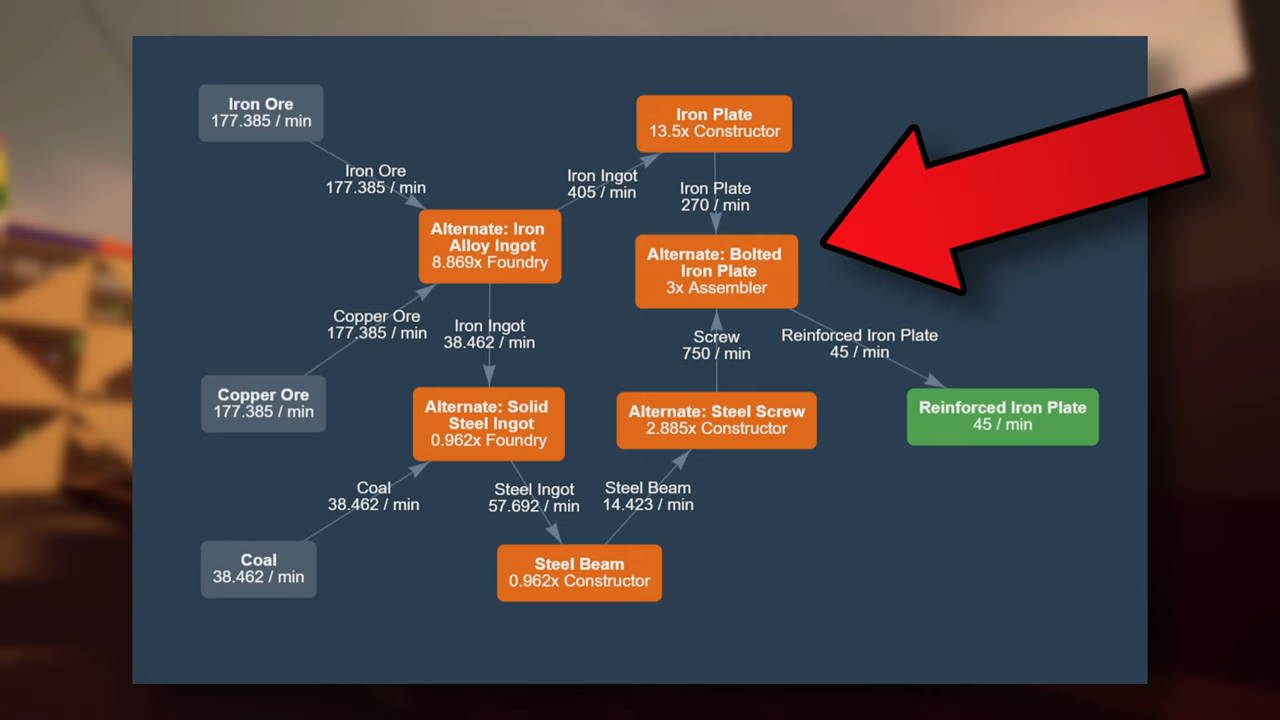 Iron Ore
177.385 / min
Iron Plate
13.5x Constructor
Iron Ore
177.385 / min
Iron Ingot
405 / min
Iron Plate
270 / min
Alternate: Iron
Alloy Ingot
8.869x Foundry
Alternate: Bolted
Iron Plate
3x Assembler
Copper Ore
177.385 / min
Iron Ingot
38.462 / min
Screw
750 / min
Reinforced Iron Plate
45 / min
Copper Ore
177.385 / min
Alternate: Solid
Steel Ingot
0.962x Foundry
Alternate: Steel Screw
2.885x Constructor
Reinforced Iron Plate
45 / min
Coal
38.462 / min
Steel Ingot
57.692 / min
Steel Beam
14.423 / min
Coal
38.462 / min
Steel Beam
0.962x Constructor